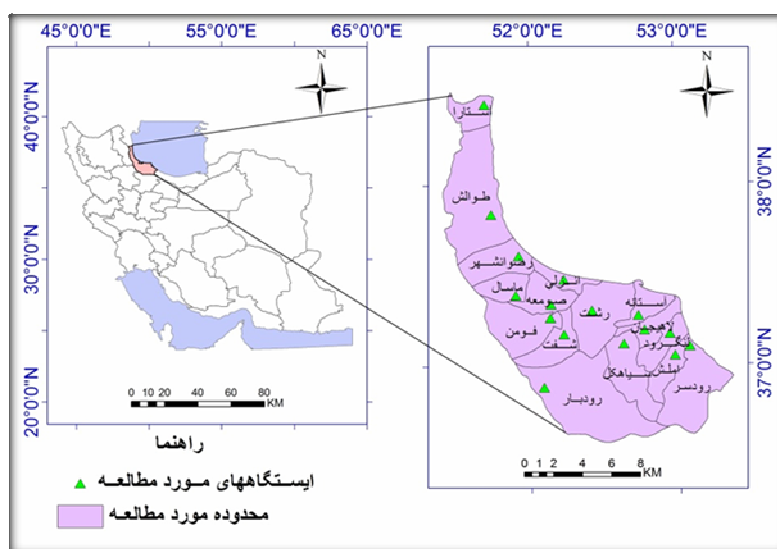 45°0'0"E 55°0'0"E 65°0'0"E
52°0'0"E 53°0'0"E
N
N
40°0'0"N
30°0'0"N
20°0'0"N
38°0'0"N
37°0'0"N
استارا
طوالش
رضوانشهر
انزلي
ماسال
صومعه
رشت
آستانه
فومن
شفت
لاهیجان
لنگرود
املش
سیاهکل
رودسر
رودبار
0 10 20 40 60 80
KM
0 1 2 4 6 8
KM
راهنما
ایستگاههای مورد مطالعه
محدوده مورد مطالعه